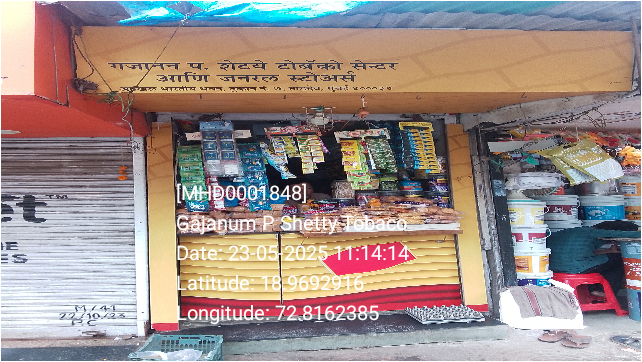 गजानन प. शेटये टोबॅको सेन्टर
आणि जनरल स्टोअर्स
[MHD0001848]
Gajanum P Shetty Tobaco
Date: 23-05-2025 11:14:14
Latitude: 18.9692916
Longitude: 72.8162385
M/41
22/10/23